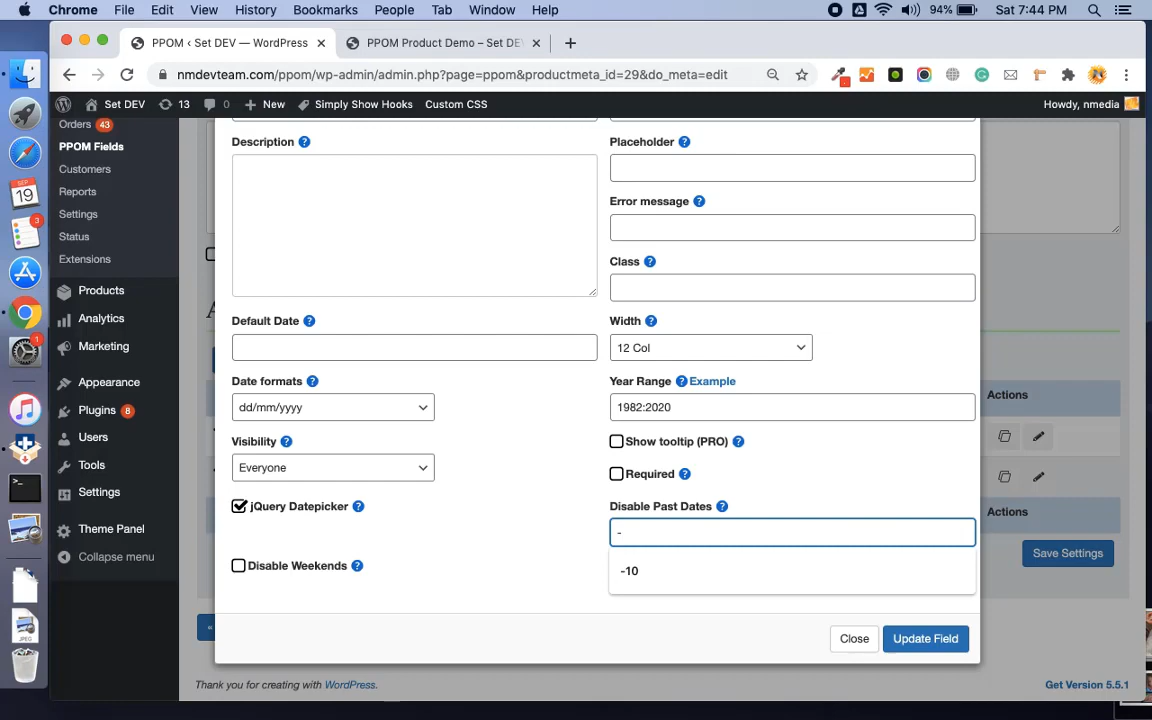 Chrome File Edit View History Bookmarks People Tab Window Help 94% Sat 7:44 PM
PPOM ‹ Set DEV — WordPress
PPOM Product Demo – Set DE
nmdevteam.com/ppom/wp-admin/admin.php?page=ppom&productmeta_id=29&do_meta=edit
Set DEV 13 0 New Simply Show Hooks Custom CSS Howdy, nmedia
Orders 43
PPOM Fields
Customers
Reports
Settings
Status
Extensions
Products
Analytics
Marketing
Appearance
Plugins 8
Users
Tools
Settings
Theme Panel
Collapse menu
SEP
19
3
1
Description
Placeholder
Error message
Class
Default Date
Width
12 Col
Date formats
dd/mm/yyyy
Year Range Example
1982:2020
Visibility
Everyone
Show tooltip (PRO)
Required
jQuery Datepicker
Disable Past Dates
-
-10
Disable Weekends
Close
Update Field
A
Actions
Actions
Save Settings
«
Thank you for creating with WordPress.
Get Version 5.5.1
JPEG